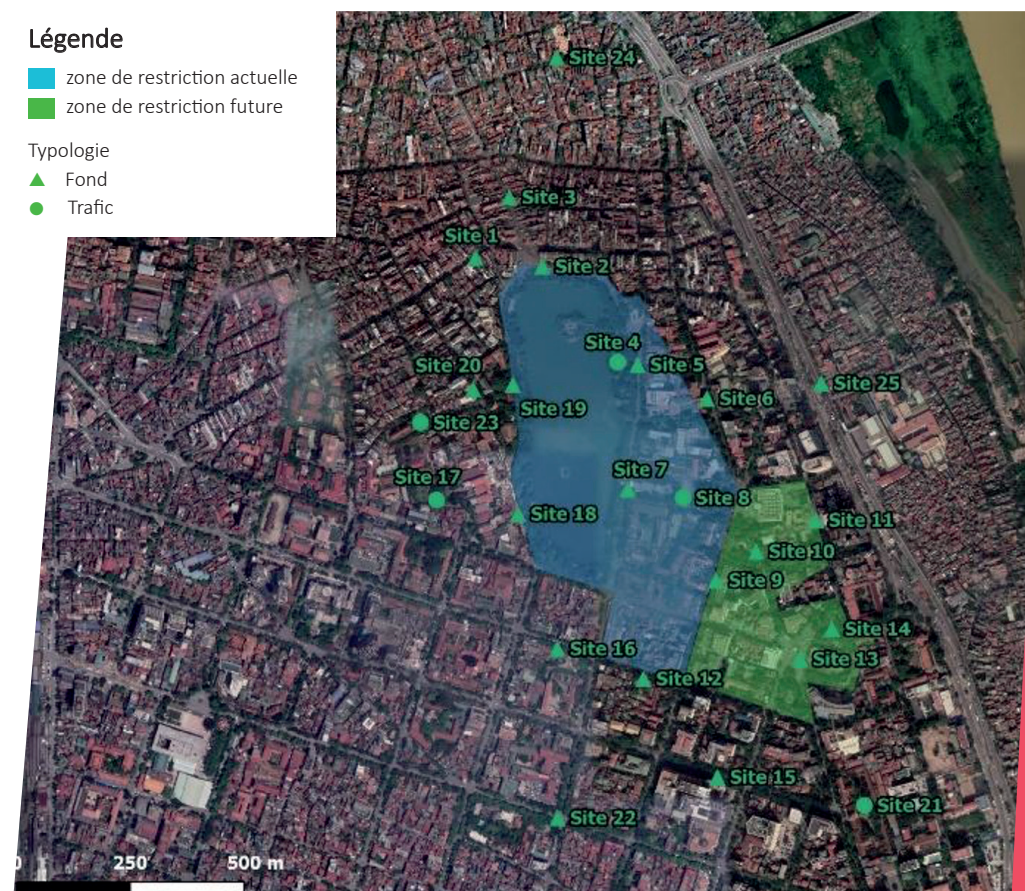 Légende
zone de restriction actuelle
zone de restriction future
Typologie
Fond
Trafic
Site 24
Site 3
Site 1
Site 2
Site 4
Site 5
Site 20
Site 25
Site 6
Site 19
Site 23
Site 7
Site 17
Site 8
Site 18
Site 11
Site 10
Site 9
Site 14
Site 16
Site 13
Site 12
Site 15
Site 21
Site 22
0 250 500 m